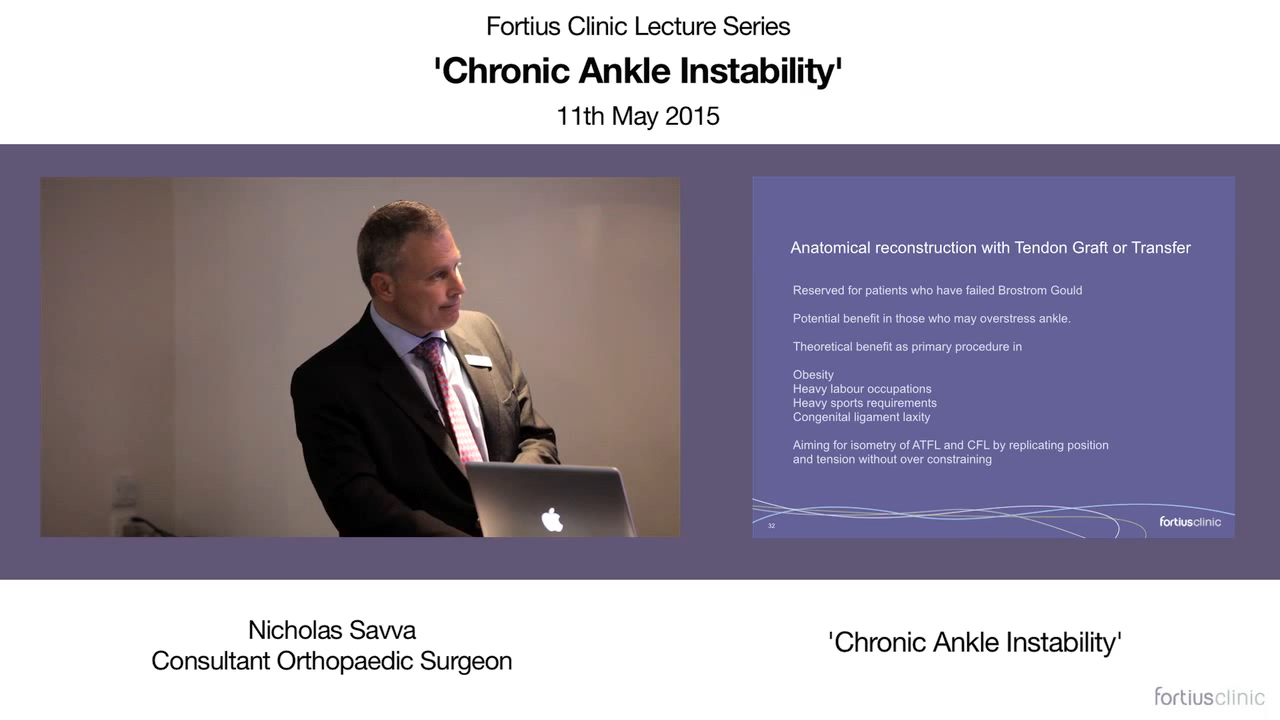 Fortius Clinic Lecture Series
'Chronic Ankle Instability'
11th May 2015
Anatomical reconstruction with Tendon Graft or Transfer
Reserved for patients who have failed Brostrom Gould
Potential benefit in those who may overstress ankle.
Theoretical benefit as primary procedure in
Obesity
Heavy labour occupations
Heavy sports requirements
Congenital ligament laxity
Aiming for isometry of ATFL and CFL by replicating position
and tension without over constraining
32
fortiusclinic
Nicholas Savva
Consultant Orthopaedic Surgeon
'Chronic Ankle Instability'
fortiusclinic